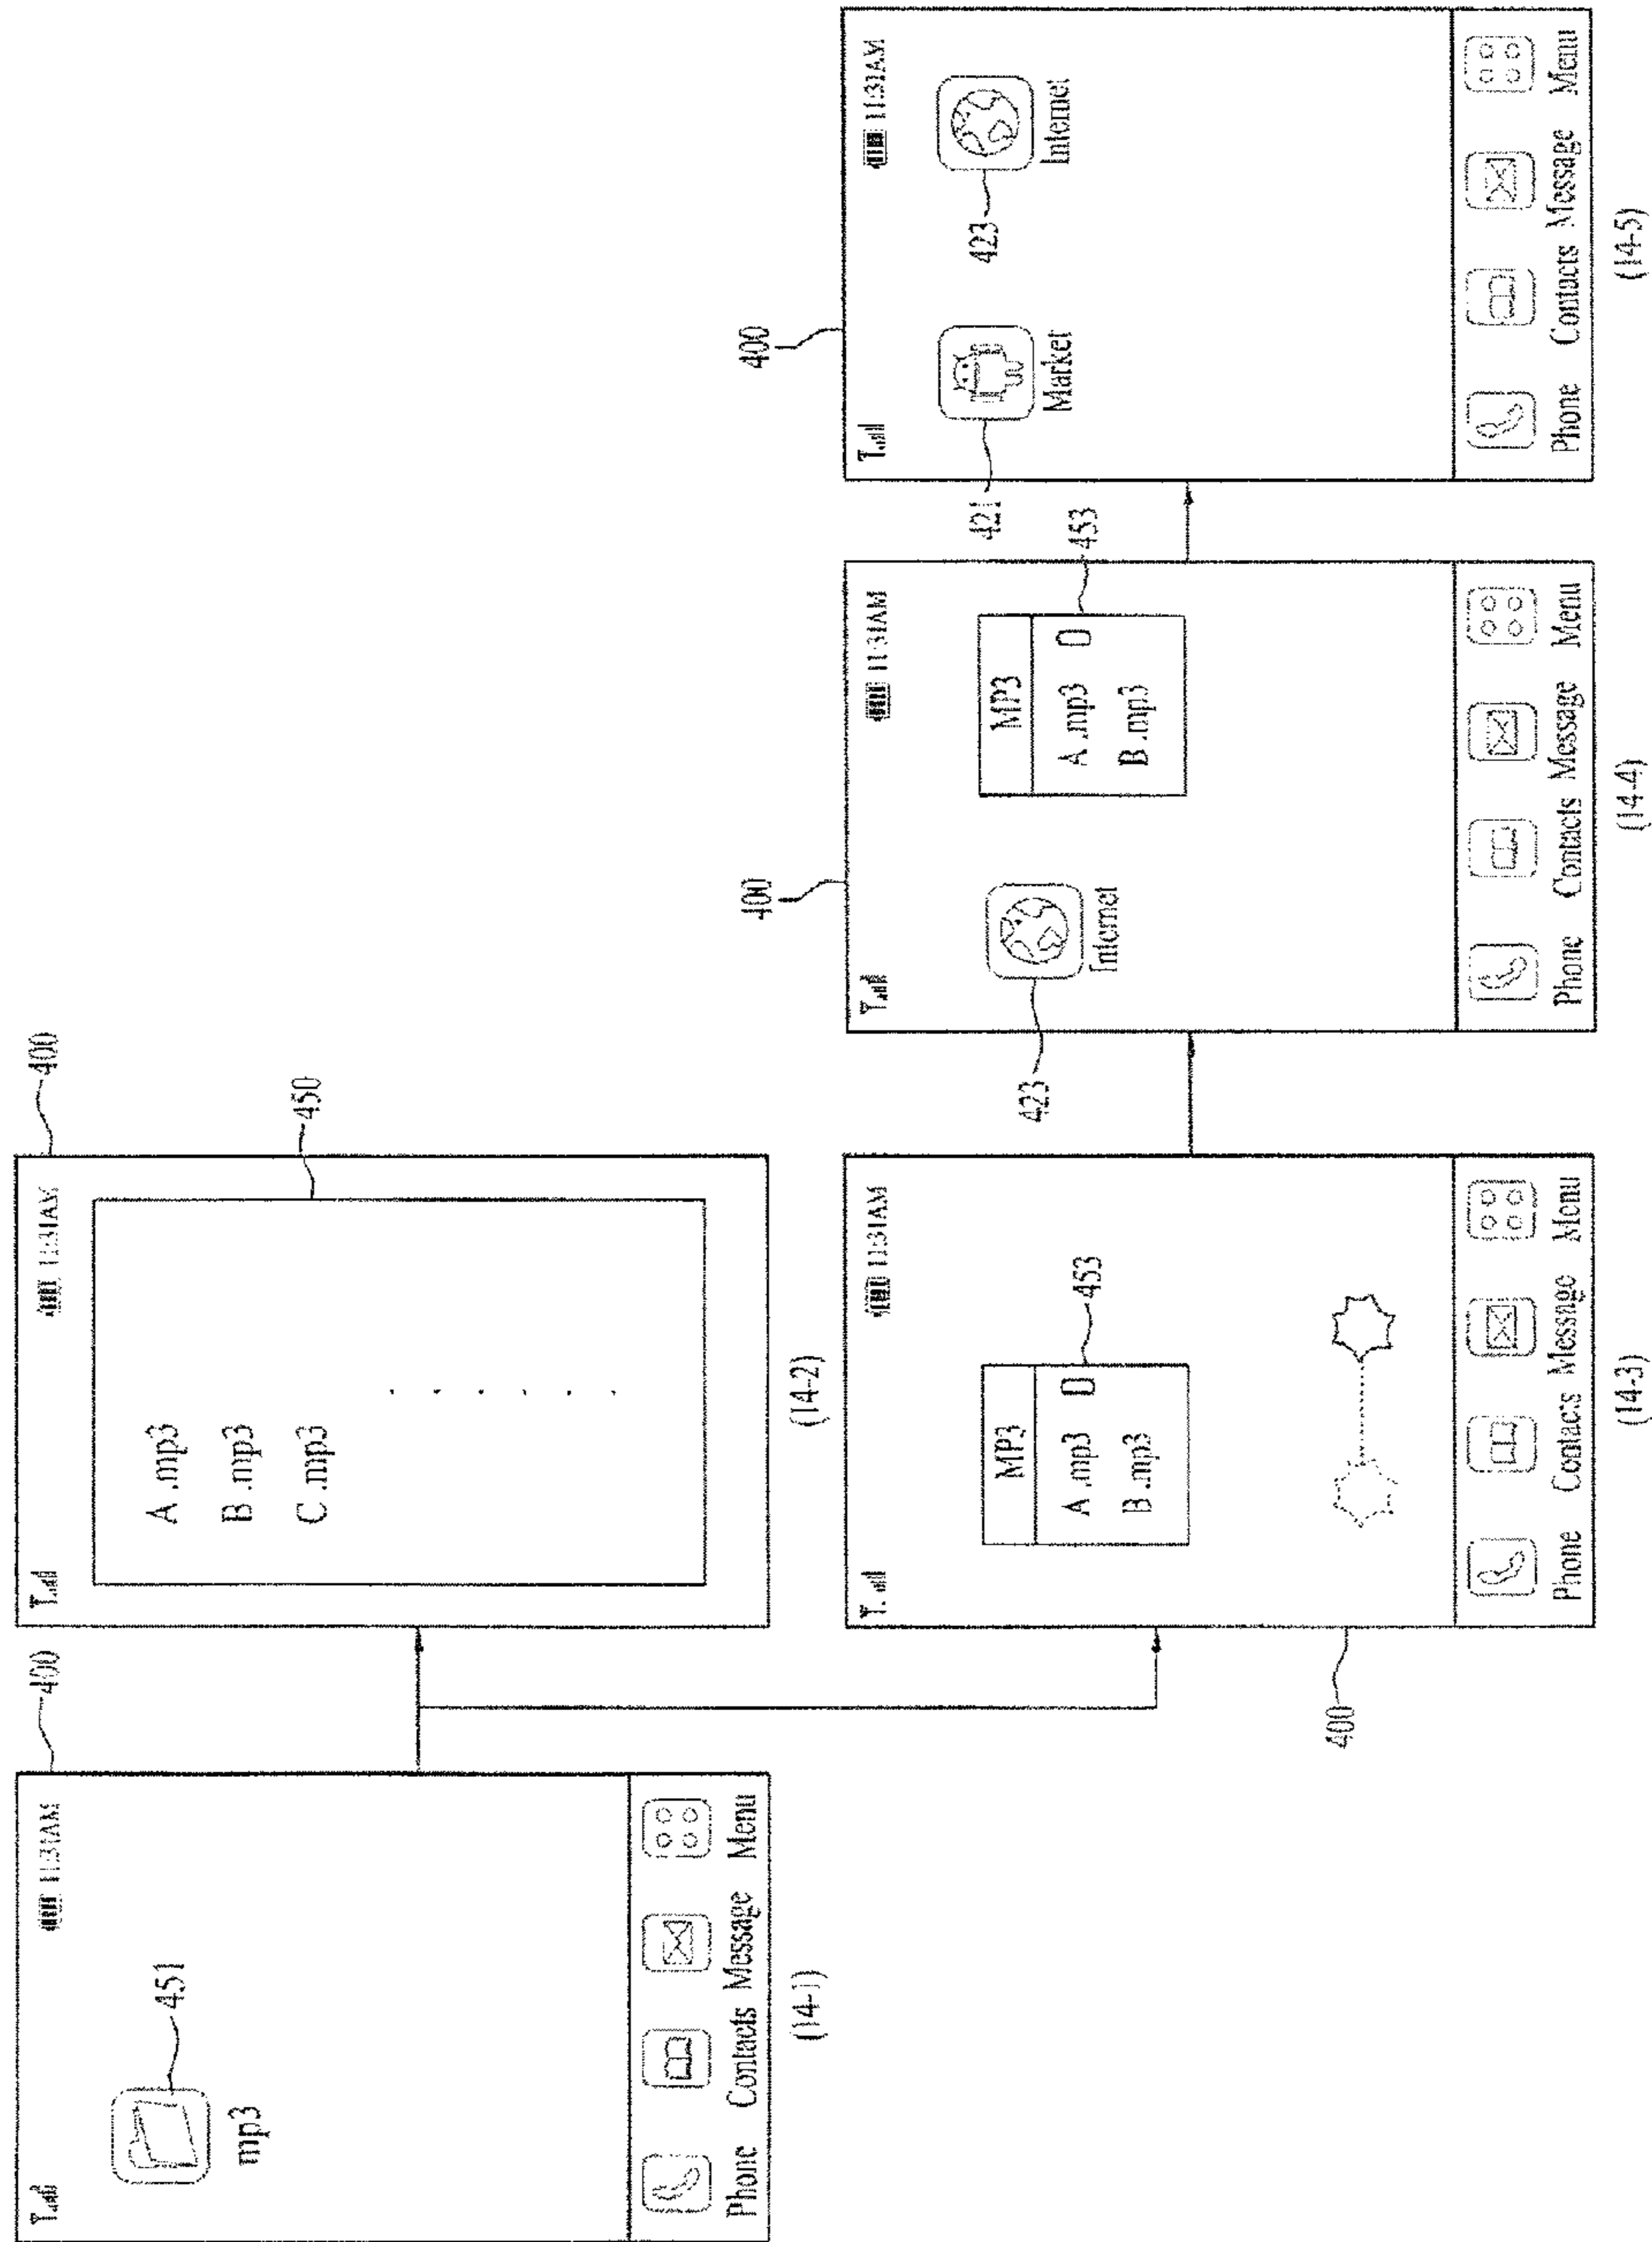 400
11:31AM
451
mp3
Phone Contacts Message Menu
(14-1)
400
11:31AM
450
A .mp3
B .mp3
C .mp3
(14-2)
11:31AM
MP3
453
A .mp3
B .mp3
400
Phone Contacts Message Menu
(14-3)
400
11:31AM
MP3
453
423
A .mp3
Internet
B .mp3
Phone Contacts Message Menu
(14-4)
400
11:31AM
421
423
Market Internet
Phone Contacts Message Menu
(14-5)